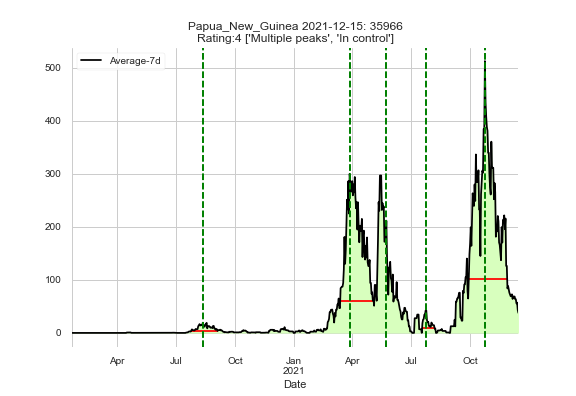 Papua_New_Guinea 2021-12-15: 35966
Rating:4 ['Multiple peaks', 'In control']
Average-7d
500
400
300
200
100
0
Apr Jul Oct Jan Apr Jul Oct
2021
Date